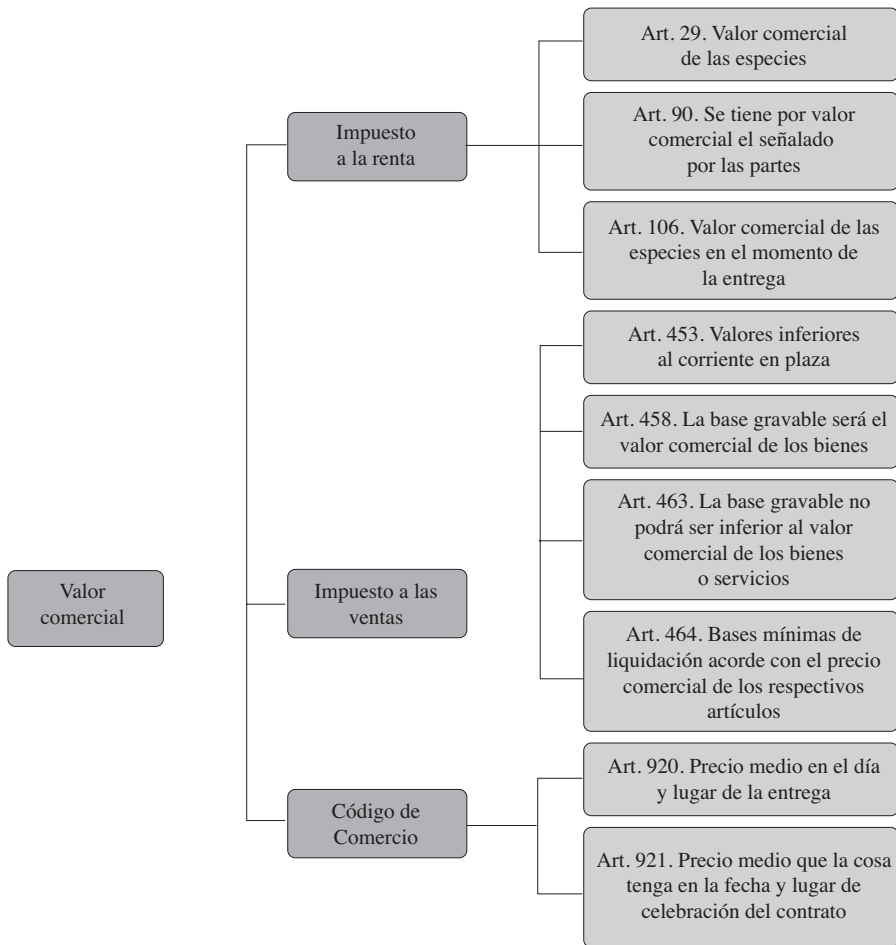 Valor
comercial
Impuesto
a la renta
Art. 29. Valor comercial
de las especies
Art. 90. Se tiene por valor
comercial el señalado
por las partes
Art. 106. Valor comercial de las
especies en el momento de
la entrega
Impuesto a las
ventas
Art. 453. Valores inferiores
al corriente en plaza
Art. 458. La base gravable será el
valor comercial de los bienes
Art. 463. La base gravable no
podrá ser inferior al valor
comercial de los bienes
o servicios
Art. 464. Bases mínimas de
liquidación acorde con el precio
comercial de los respectivos
artículos
Código de
Comercio
Art. 920. Precio medio en el día
y lugar de la entrega
Art. 921. Precio medio que la cosa
tenga en la fecha y lugar de
celebración del contrato